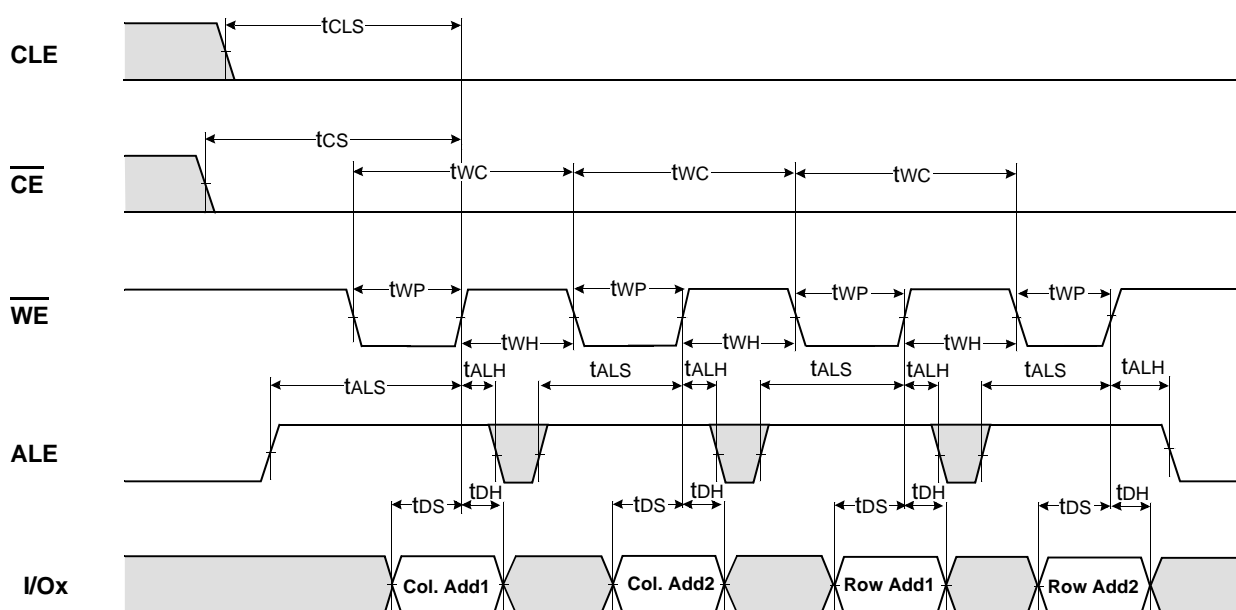 tCLS
CLE
tCS
CE
tWC tWC tWC
WE
tWP tWP tWP tWP
tWH tWH tWH
tALS tALH tALS tALH tALS tALH tALS tALH
ALE
tDS tDH tDS tDH tDS tDH tDS tDH
I/Ox
Col. Add1 Col. Add2 Row Add1 Row Add2